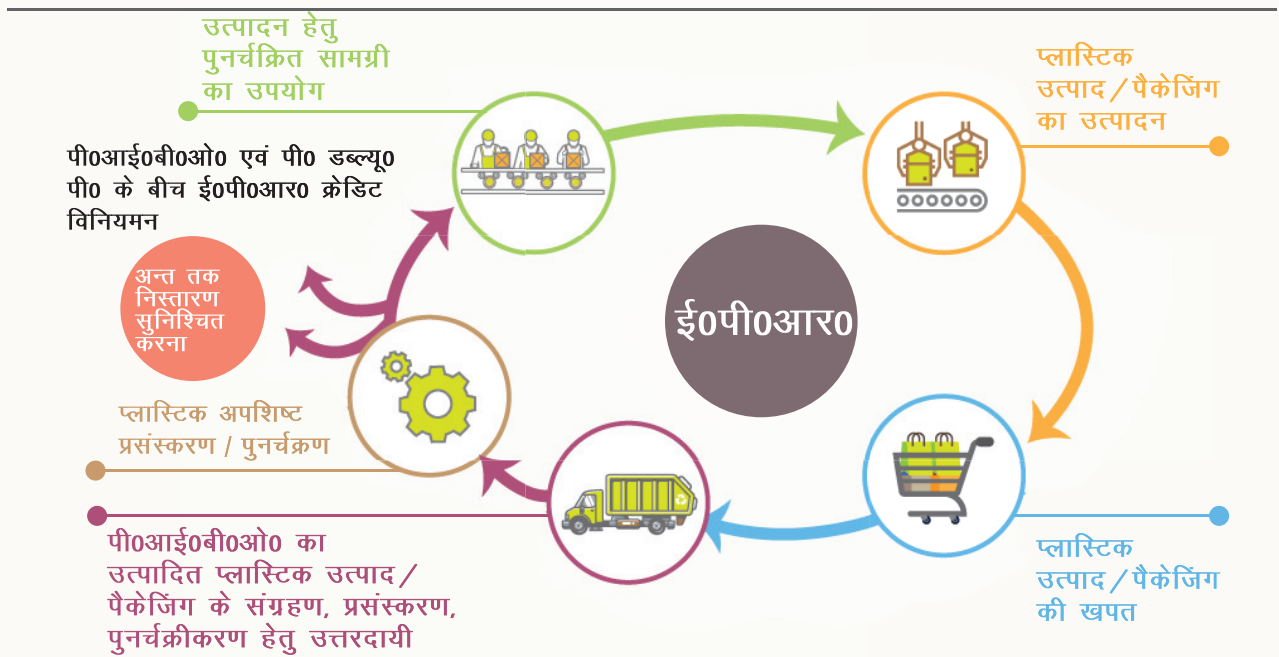 उत्पादन हेतु
पुनर्चक्रित सामग्री
का उपयोग
प्लास्टिक
उत्पाद/पैकेजिंग
का उत्पादन
पी0आई0बी0ओ0 एवं पी0 डब्ल्यू0
पी0 के बीच ई0पी0आर0 क्रेडिट
विनियमन
अन्त तक
निस्तारण
सुनिश्चित
करना
ई0पी0आर0
प्लास्टिक अपशिष्ट
प्रसंस्करण / पुनर्चक्रण
पी0आई0बी0ओ0 का
उत्पादित प्लास्टिक उत्पाद/
पैकेजिंग के संग्रहण, प्रसंस्करण,
पुनर्चक्रीकरण हेतु उत्तरदायी
प्लास्टिक
उत्पाद/पैकेजिंग
की खपत